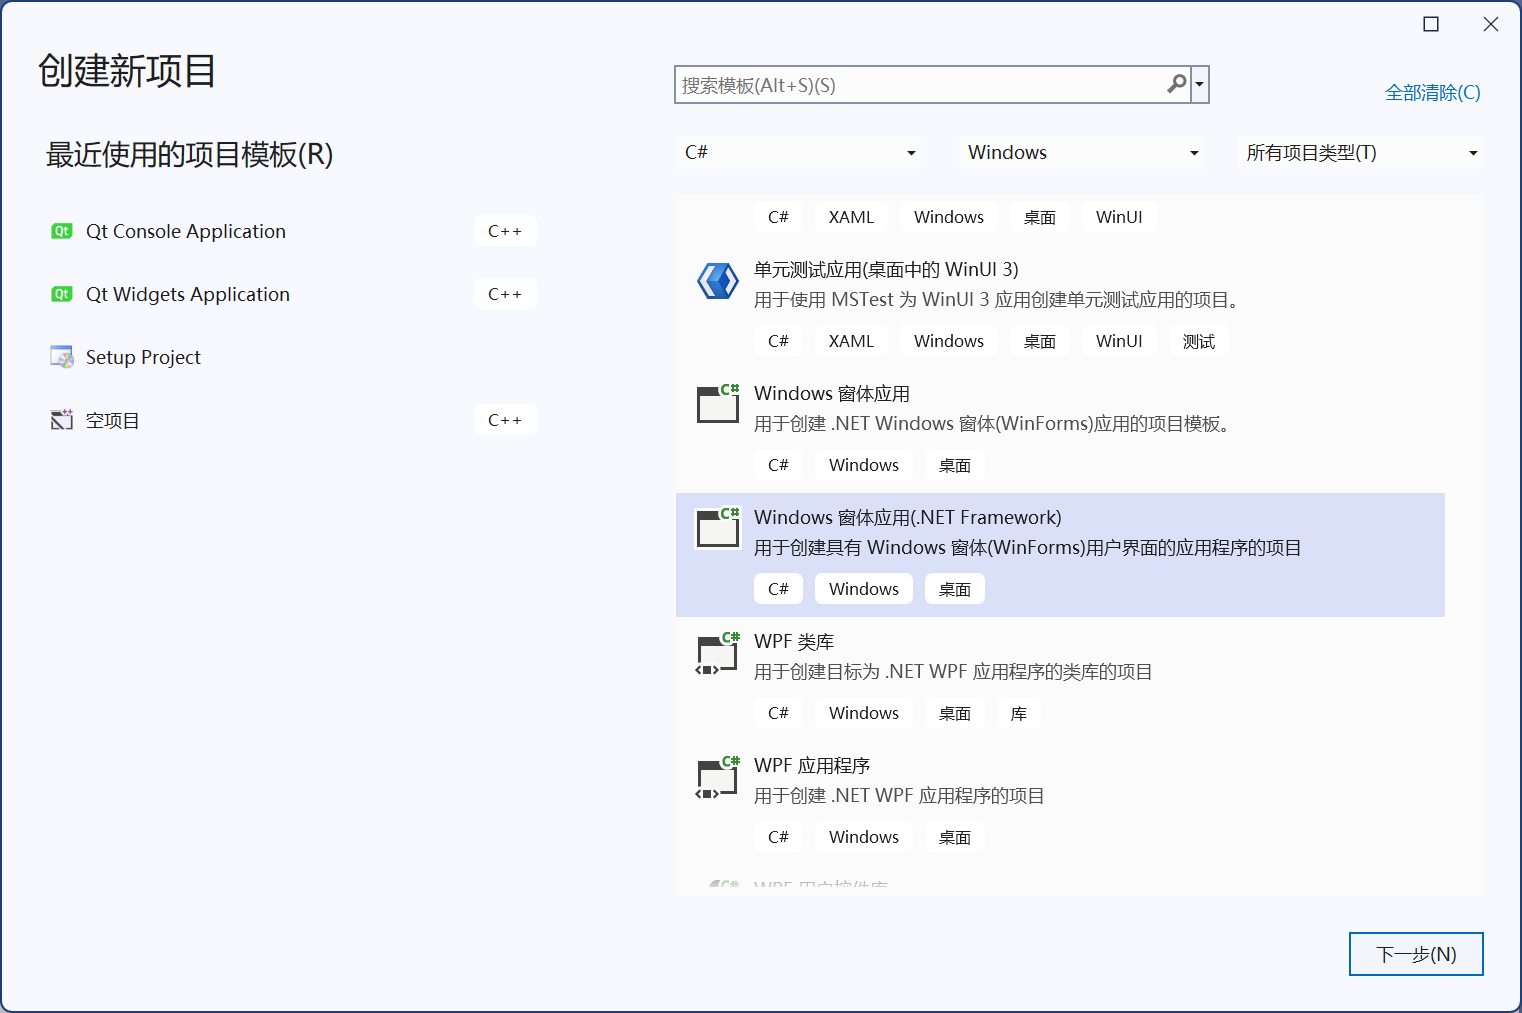 创建新项目
搜索模板(Alt+S)(S)
全部清除(C)
最近使用的项目模板(R)
C#
Windows
所有项目类型(T)
Qt Console Application
C++
Qt Widgets Application
C++
Setup Project
空项目
C++
C# XAML Windows 桌面 WinUI
单元测试应用(桌面中的 WinUI 3)
用于使用 MSTest 为 WinUI 3 应用创建单元测试应用的项目。
C# XAML Windows 桌面 WinUI 测试
Windows 窗体应用
用于创建 .NET Windows 窗体(WinForms)应用的项目模板。
C# Windows 桌面
Windows 窗体应用(.NET Framework)
用于创建具有 Windows 窗体(WinForms)用户界面的应用程序的项目
C# Windows 桌面
WPF 类库
用于创建目标为 .NET WPF 应用程序的类库的项目
C# Windows 桌面 库
WPF 应用程序
用于创建 .NET WPF 应用程序的项目
C# Windows 桌面
WPF 用户控件库
下一步(N)